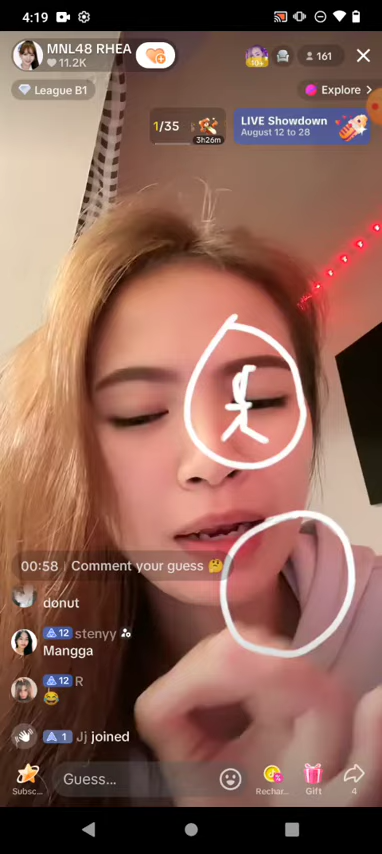 4:19
MNL48 RHEA
11.2K
10+
161
League B1
Explore
1/35
3h26m
LIVE Showdown
August 12 to 28
00:58 Comment your guess 🤔
donut
12 stenyy
Mangga
12 R
😂
1 Jj joined
Subsc...
Guess...
Rechar...
Gift
4